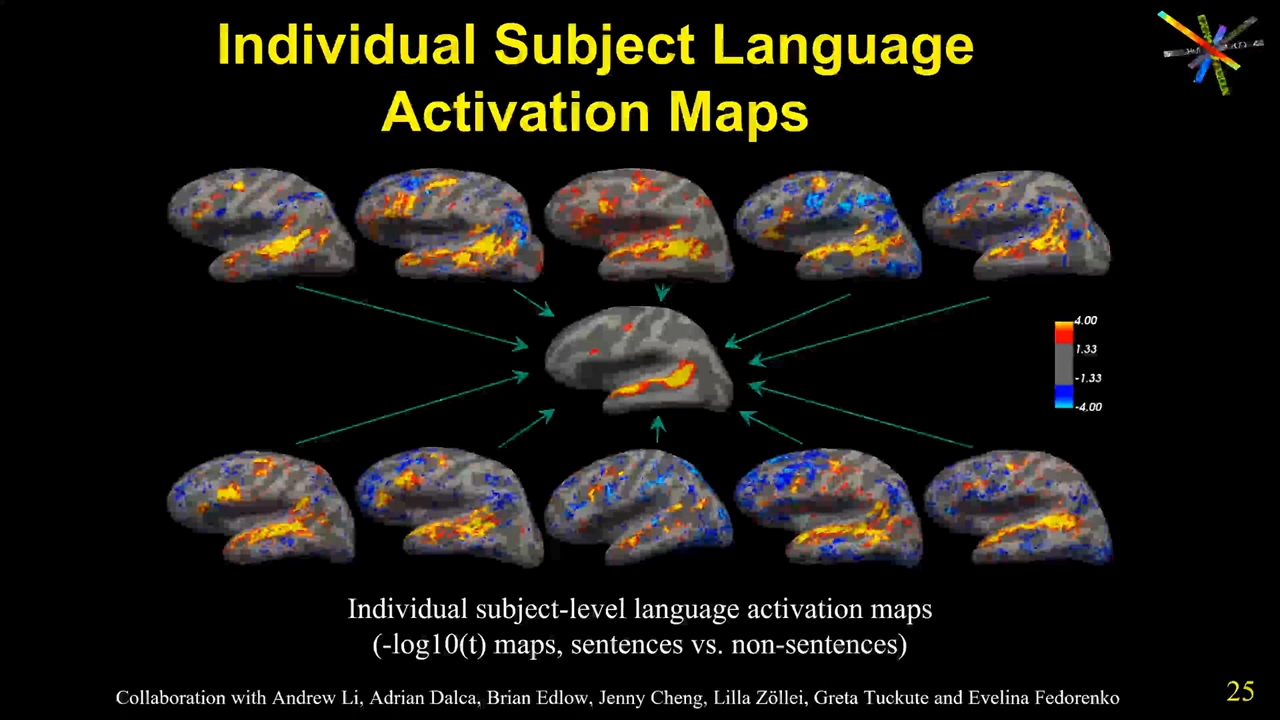 Individual Subject Language
Activation Maps
4.00
1.33
-1.33
-4.00
Individual subject-level language activation maps
(-log10(t) maps, sentences vs. non-sentences)
Collaboration with Andrew Li, Adrian Dalca, Brian Edlow, Jenny Cheng, Lilla Zöllei, Greta Tuckute and Evelina Fedorenko
25